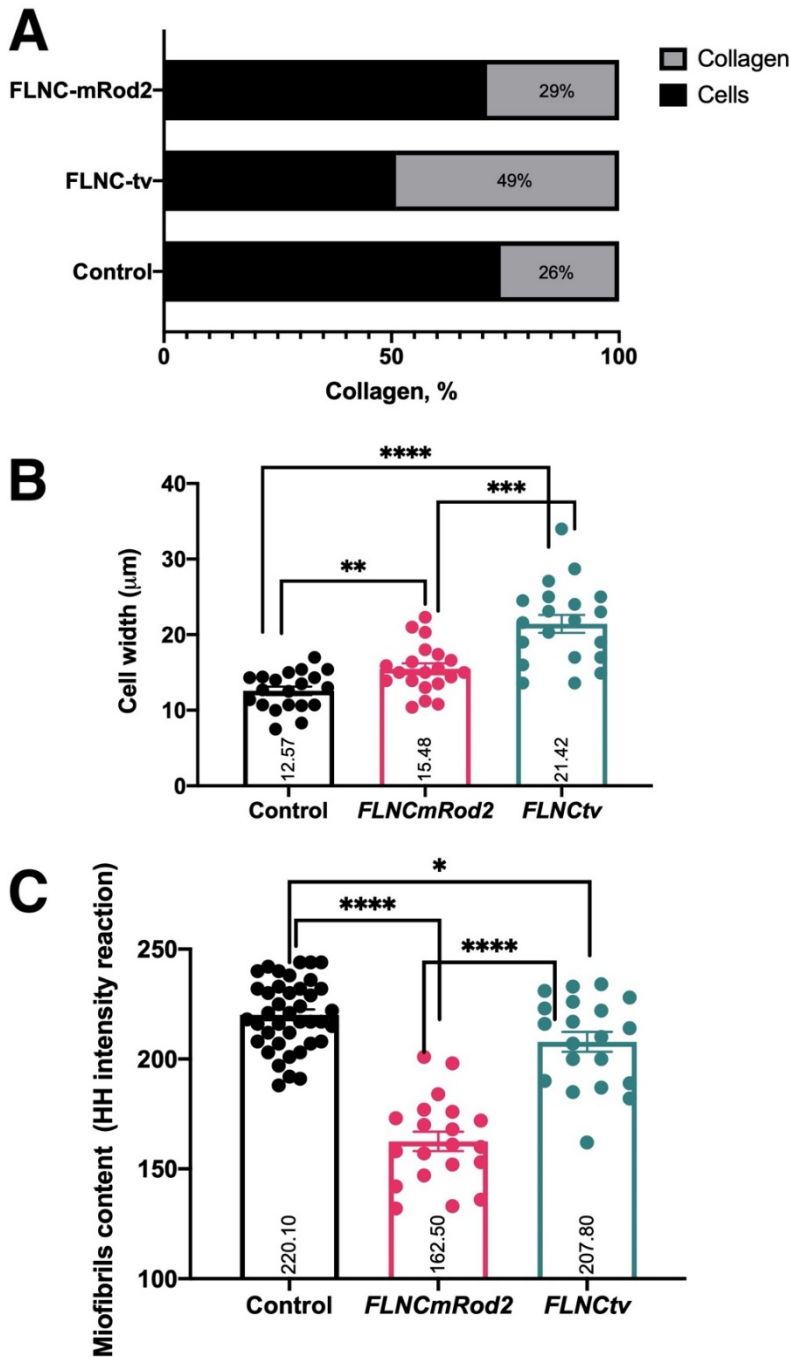 A
FLNC-mRod2
29%
FLNC-tv
49%
Control
26%
Collagen
Cells
0
50
100
Collagen, %
B
****
***
**
40
30
20
10
0
Cell width (μm)
12.57
15.48
21.42
Control
FLNCmRod2
FLNCtv
C
*
****
****
250
200
150
100
Miofibrils content (HH intensity reaction)
220.10
162.50
207.80
Control
FLNCmRod2
FLNCtv